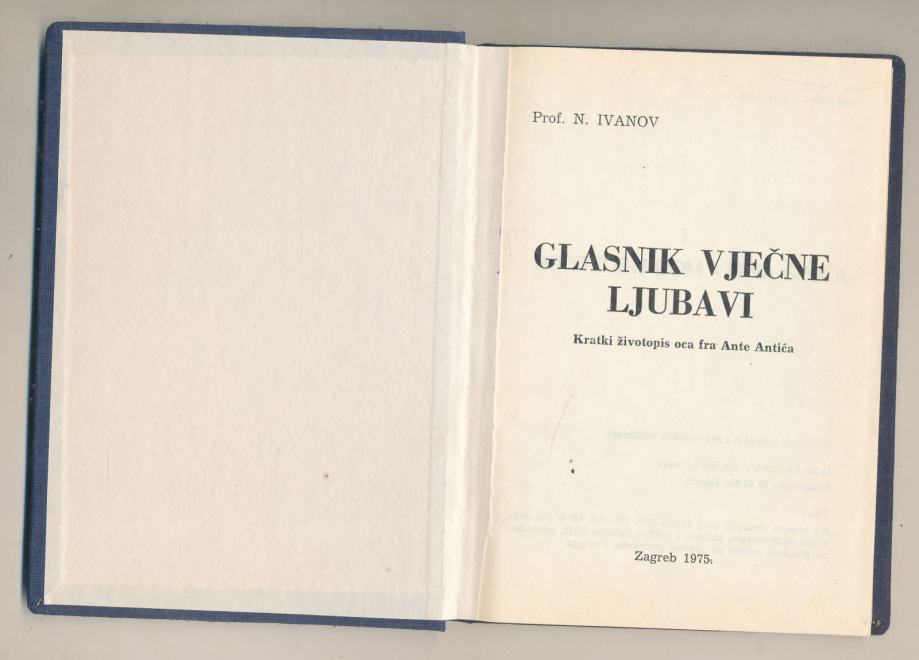 Prof. N. IVANOV
GLASNIK VJEČNE
LJUBAVI
Kratki životopis oca fra Ante Antića
Zagreb 1975.